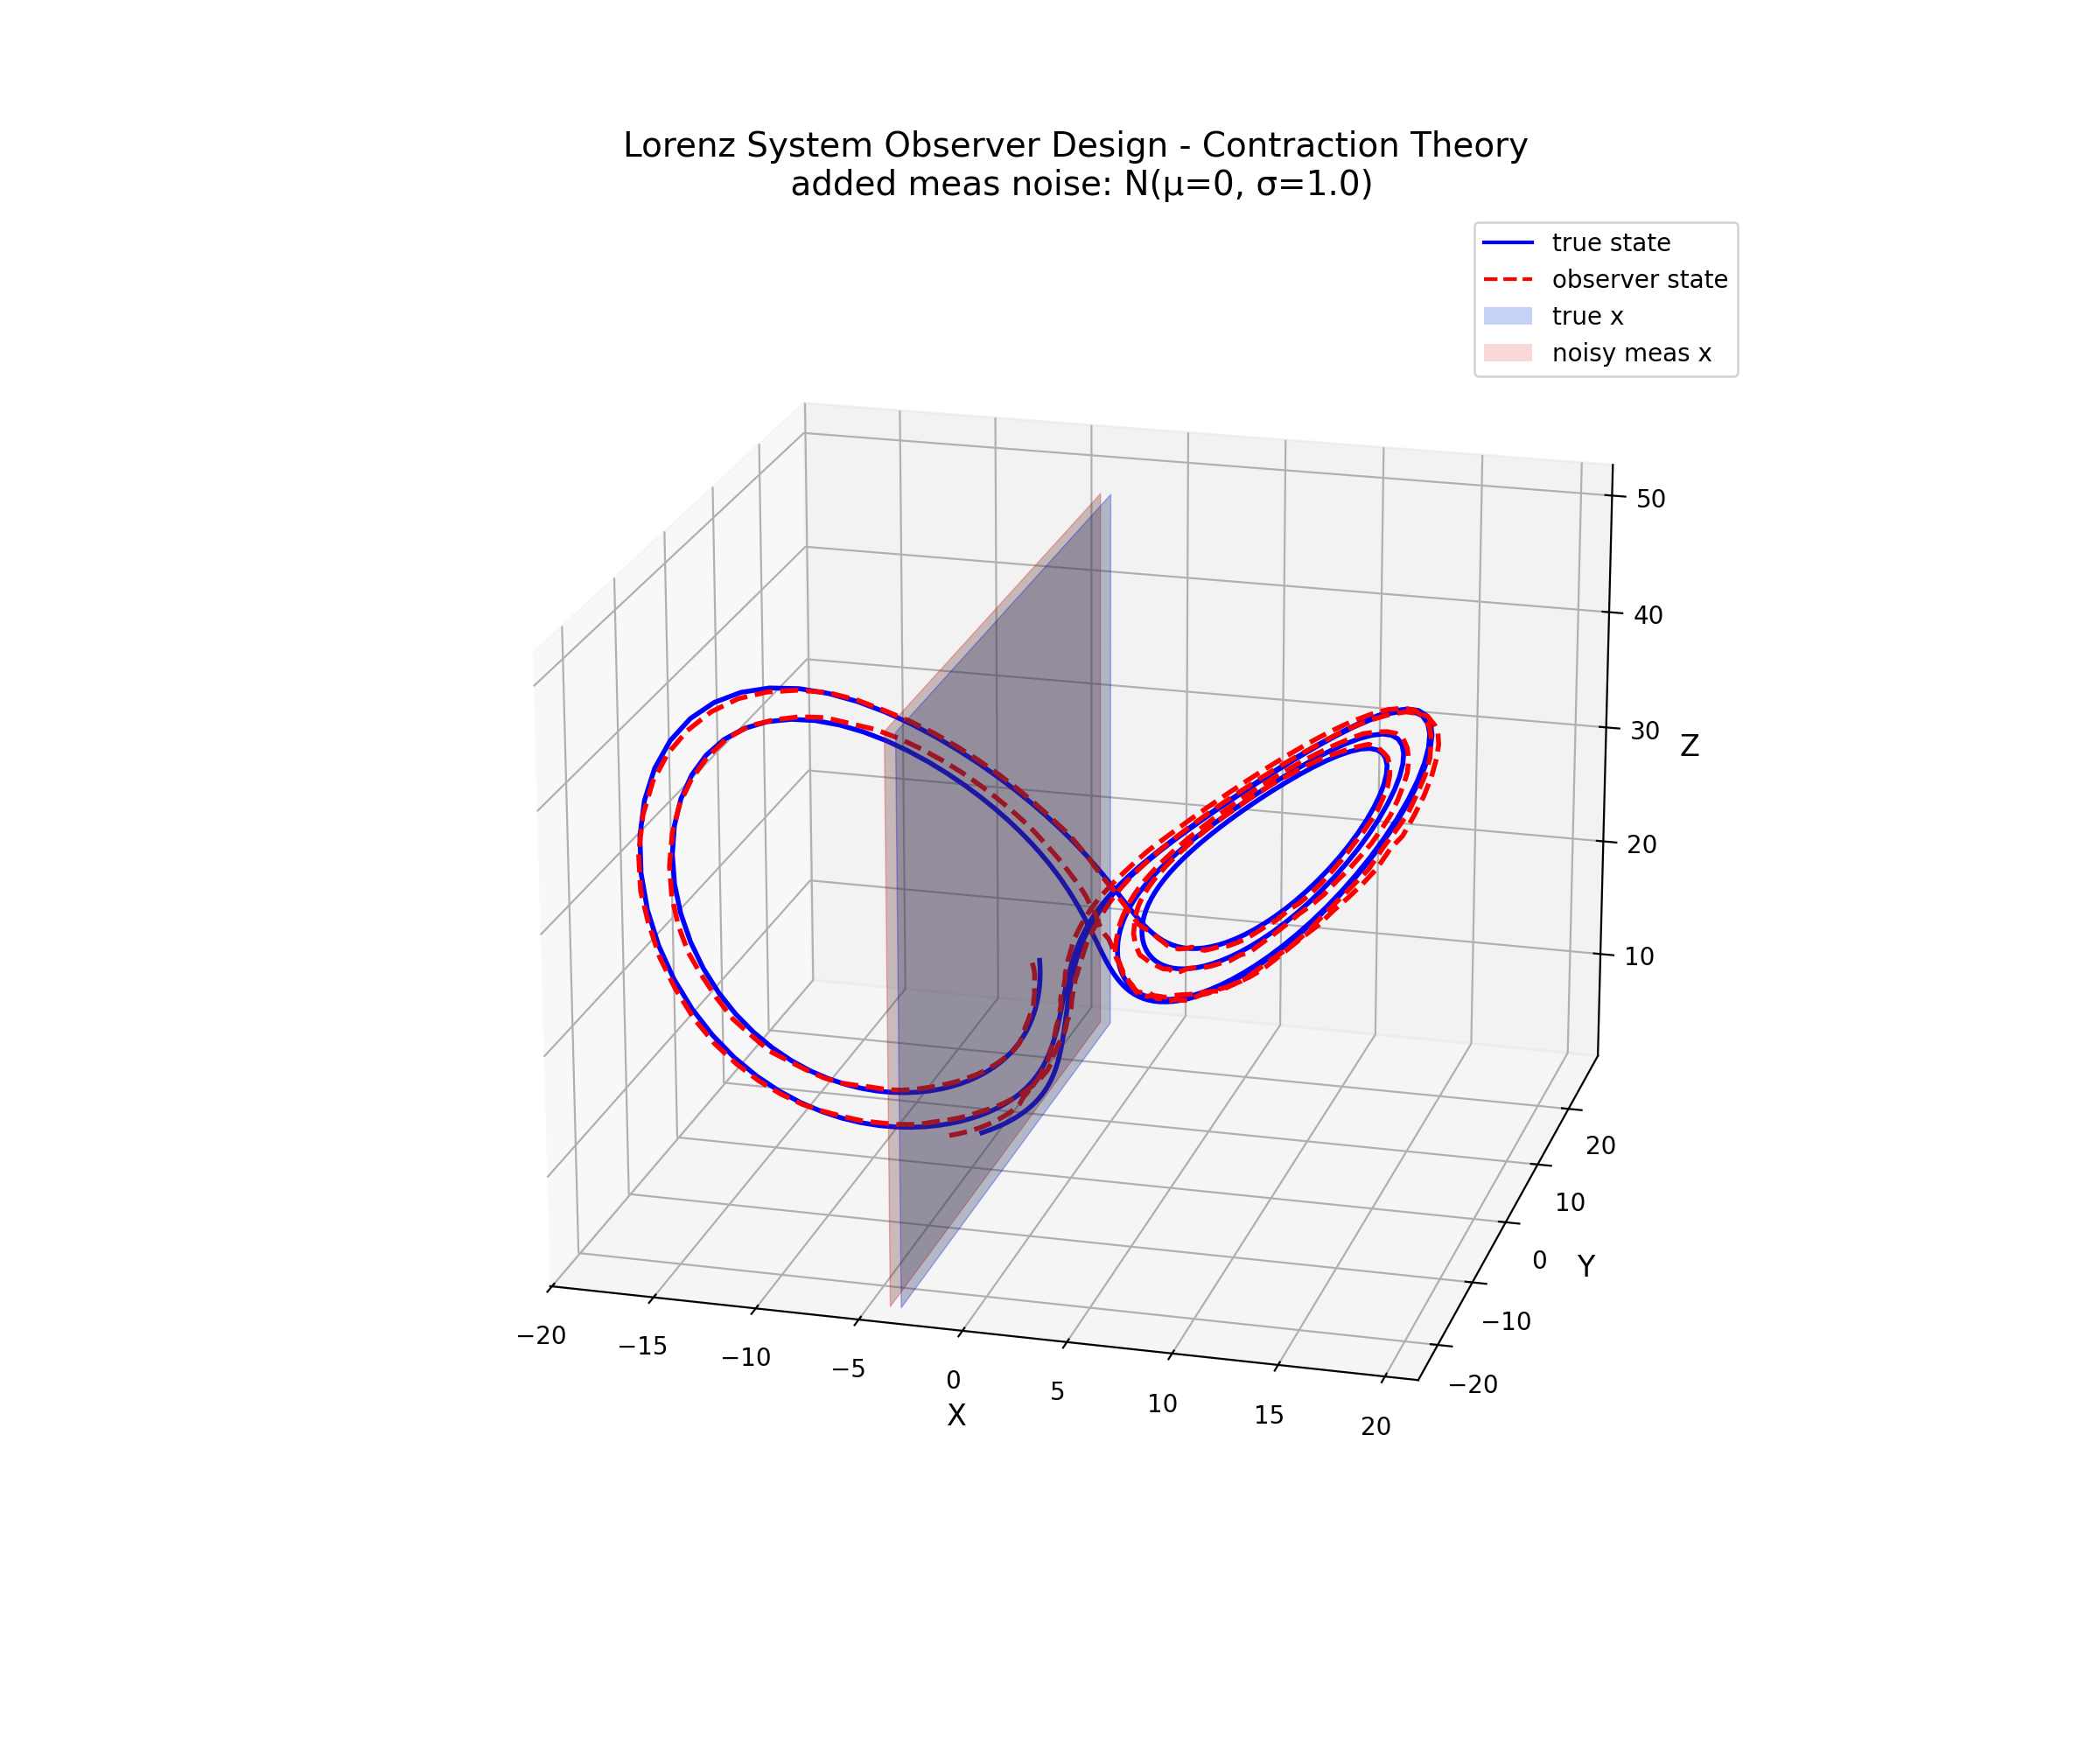 Lorenz System Observer Design - Contraction Theory
added meas noise: N(μ=0, σ=1.0)
true state
observer state
true x
noisy meas x
50
40
30
Z
20
10
20
10
0
Y
−10
−20
−20
−15
−10
−5
0
5
10
15
20
X